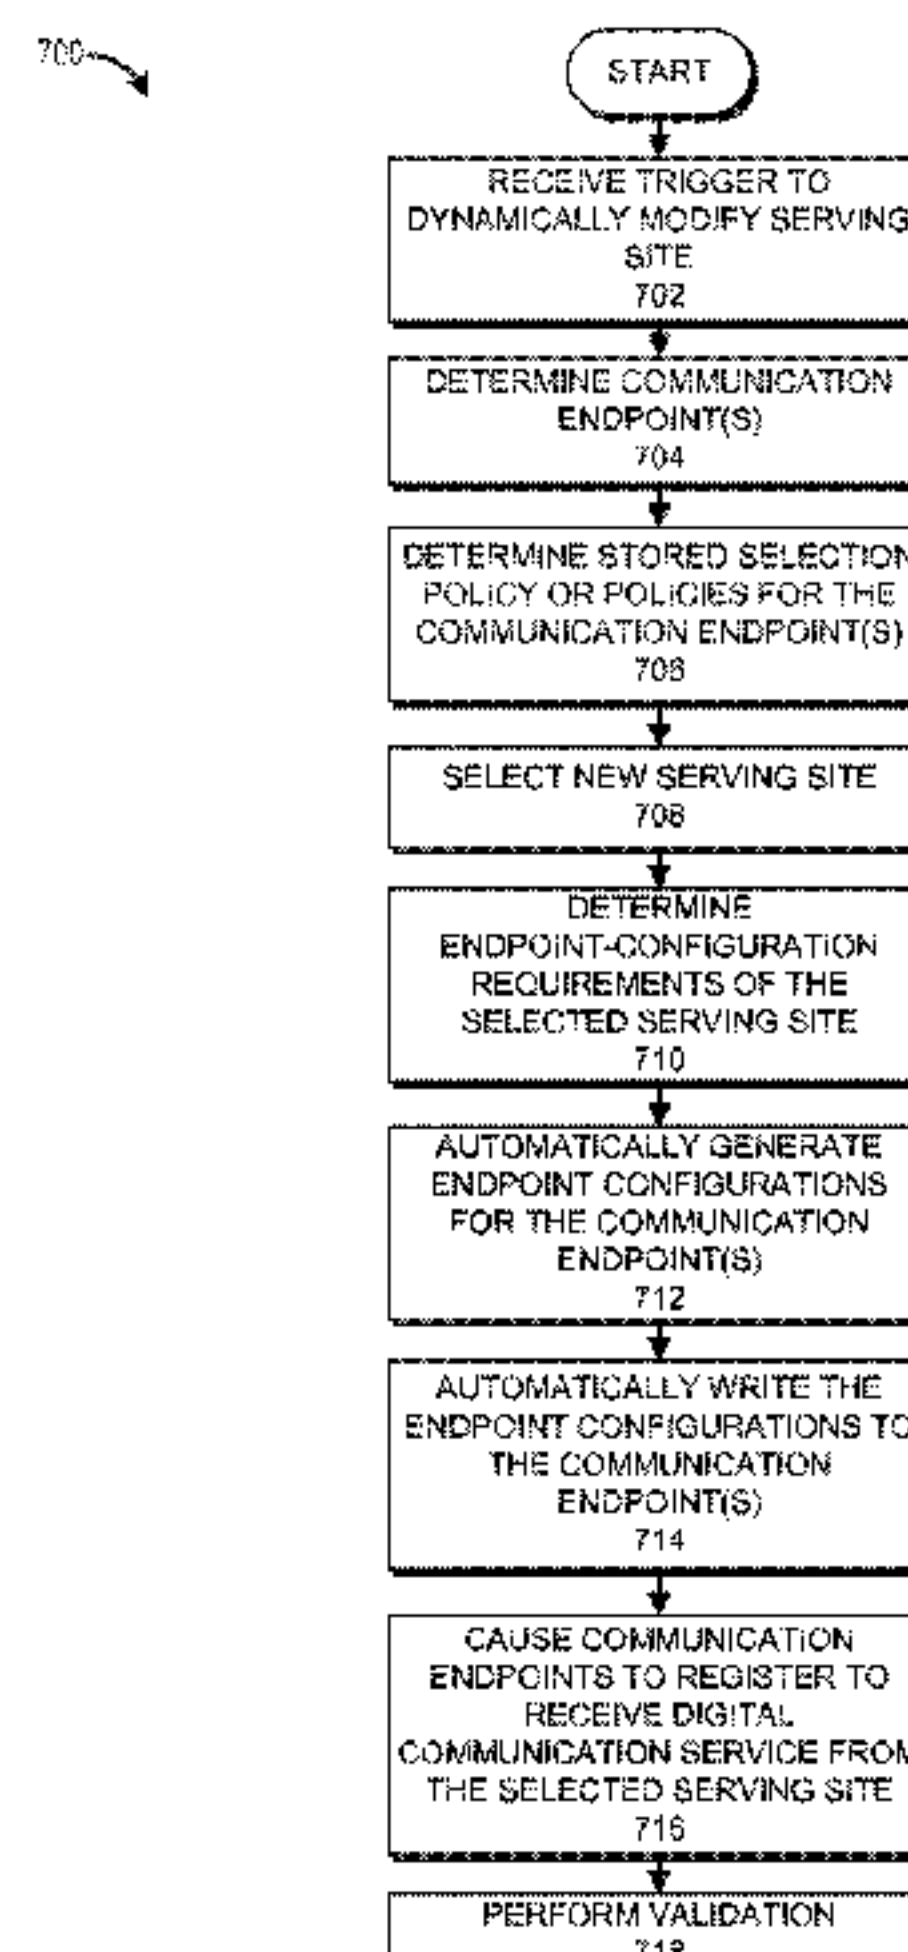 700
START
RECEIVE TRIGGER TO
DYNAMICALLY MODIFY SERVING
SITE
702
DETERMINE COMMUNICATION
ENDPOINT(S)
704
DETERMINE STORED SELECTION
POLICY OR POLICIES FOR THE
COMMUNICATION ENDPOINT(S)
706
SELECT NEW SERVING SITE
708
DETERMINE
ENDPOINT-CONFIGURATION
REQUIREMENTS OF THE
SELECTED SERVING SITE
710
AUTOMATICALLY GENERATE
ENDPOINT CONFIGURATIONS
FOR THE COMMUNICATION
ENDPOINT(S)
712
AUTOMATICALLY WRITE THE
ENDPOINT CONFIGURATIONS TO
THE COMMUNICATION
ENDPOINT(S)
714
CAUSE COMMUNICATION
ENDPOINTS TO REGISTER TO
RECEIVE DIGITAL
COMMUNICATION SERVICE FROM
THE SELECTED SERVING SITE
716
PERFORM VALIDATION
718